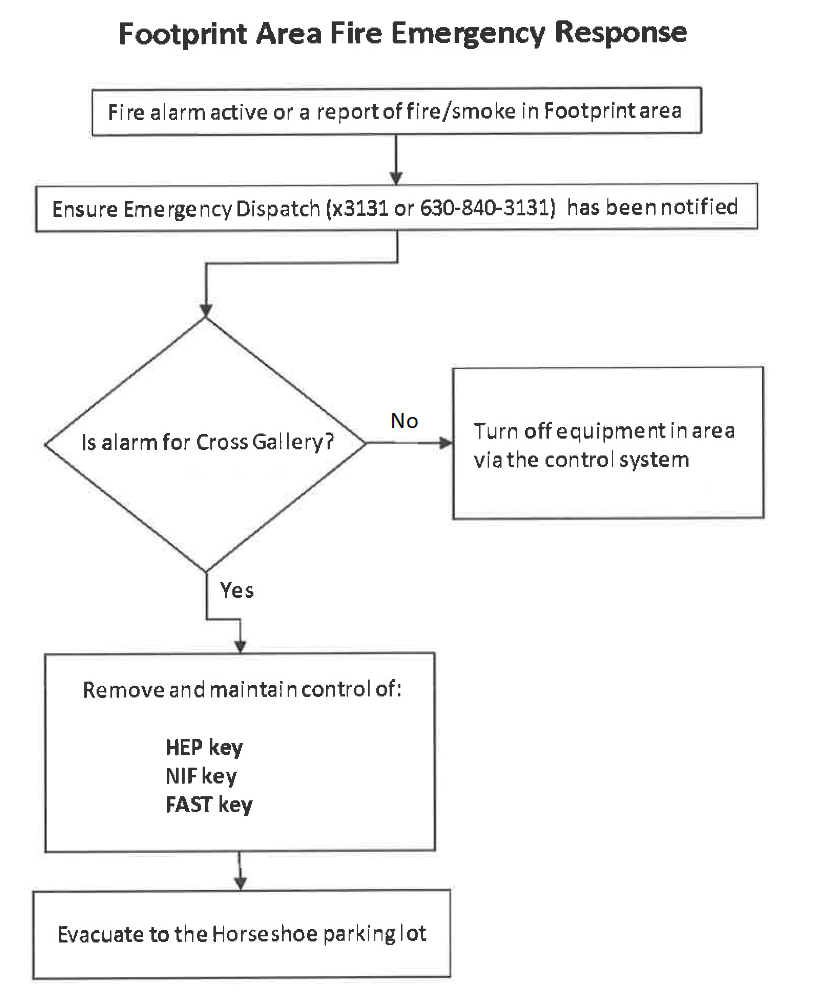 Footprint Area Fire Emergency Response
Fire alarm active or a report of fire/smoke in Footprint area
Ensure Emergency Dispatch (x3131 or 630-840-3131) has been notified
Is alarm for Cross Gallery?
No
Turn off equipment in area
via the control system
Yes
Remove and maintain control of:
HEP key
NIF key
FAST key
Evacuate to the Horseshoe parking lot